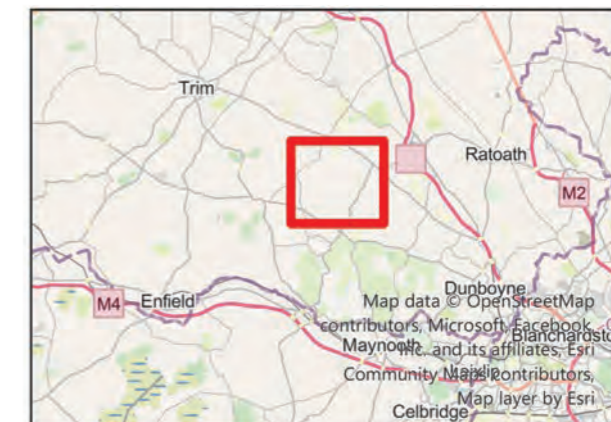 Trim
Ratoath
M2
M4
Enfield
Dunboyne
Map data © OpenStreetMap
contributors, Microsoft, Facebook,
Inc. and its affiliates, Esri
Community Maps contributors,
Map layer by Esri
Maynooth
Leixlip
Celbridge